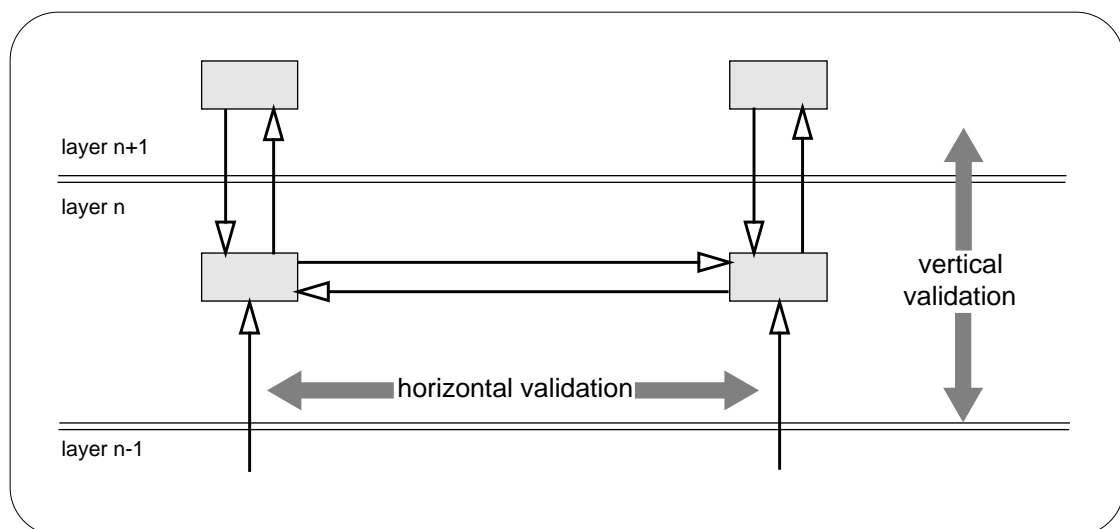 layer n+1
layer n
vertical
validation
horizontal validation
layer n-1